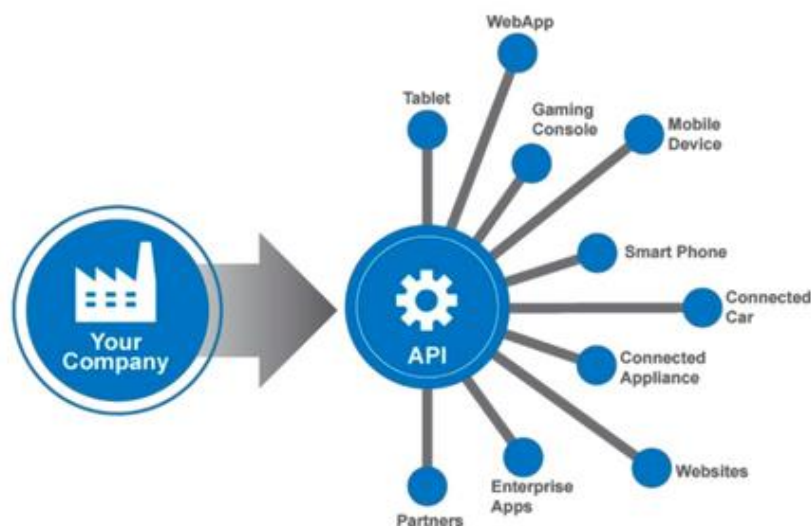 WebApp
Tablet
Gaming
Console
Mobile
Device
Smart Phone
Your
Company
API
Connected
Car
Connected
Appliance
Websites
Enterprise
Apps
Partners